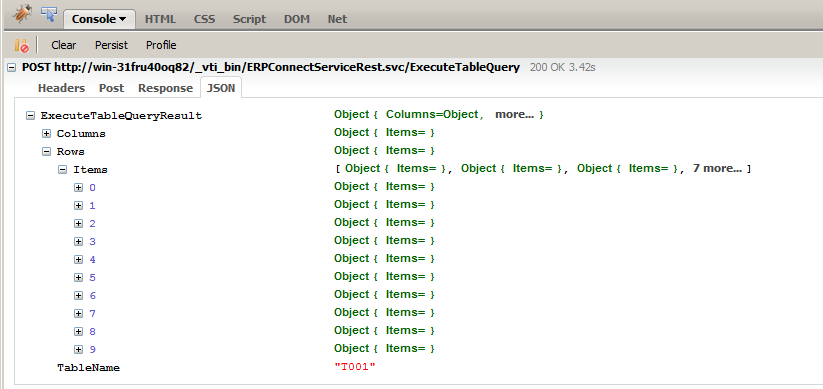 Console HTML CSS Script DOM Net
Clear Persist Profile
POST http://win-31fru40oq82/_vti_bin/ERPConnectServiceRest.svc/ExecuteTableQuery 200 OK 3.42s
Headers Post Response JSON
ExecuteTableQueryResult Object { Columns=Object, more... }
Columns Object { Items= }
Rows Object { Items= }
Items [ Object { Items= }, Object { Items= }, Object { Items= }, 7 more... ]
0 Object { Items= }
1 Object { Items= }
2 Object { Items= }
3 Object { Items= }
4 Object { Items= }
5 Object { Items= }
6 Object { Items= }
7 Object { Items= }
8 Object { Items= }
9 Object { Items= }
TableName "T001"